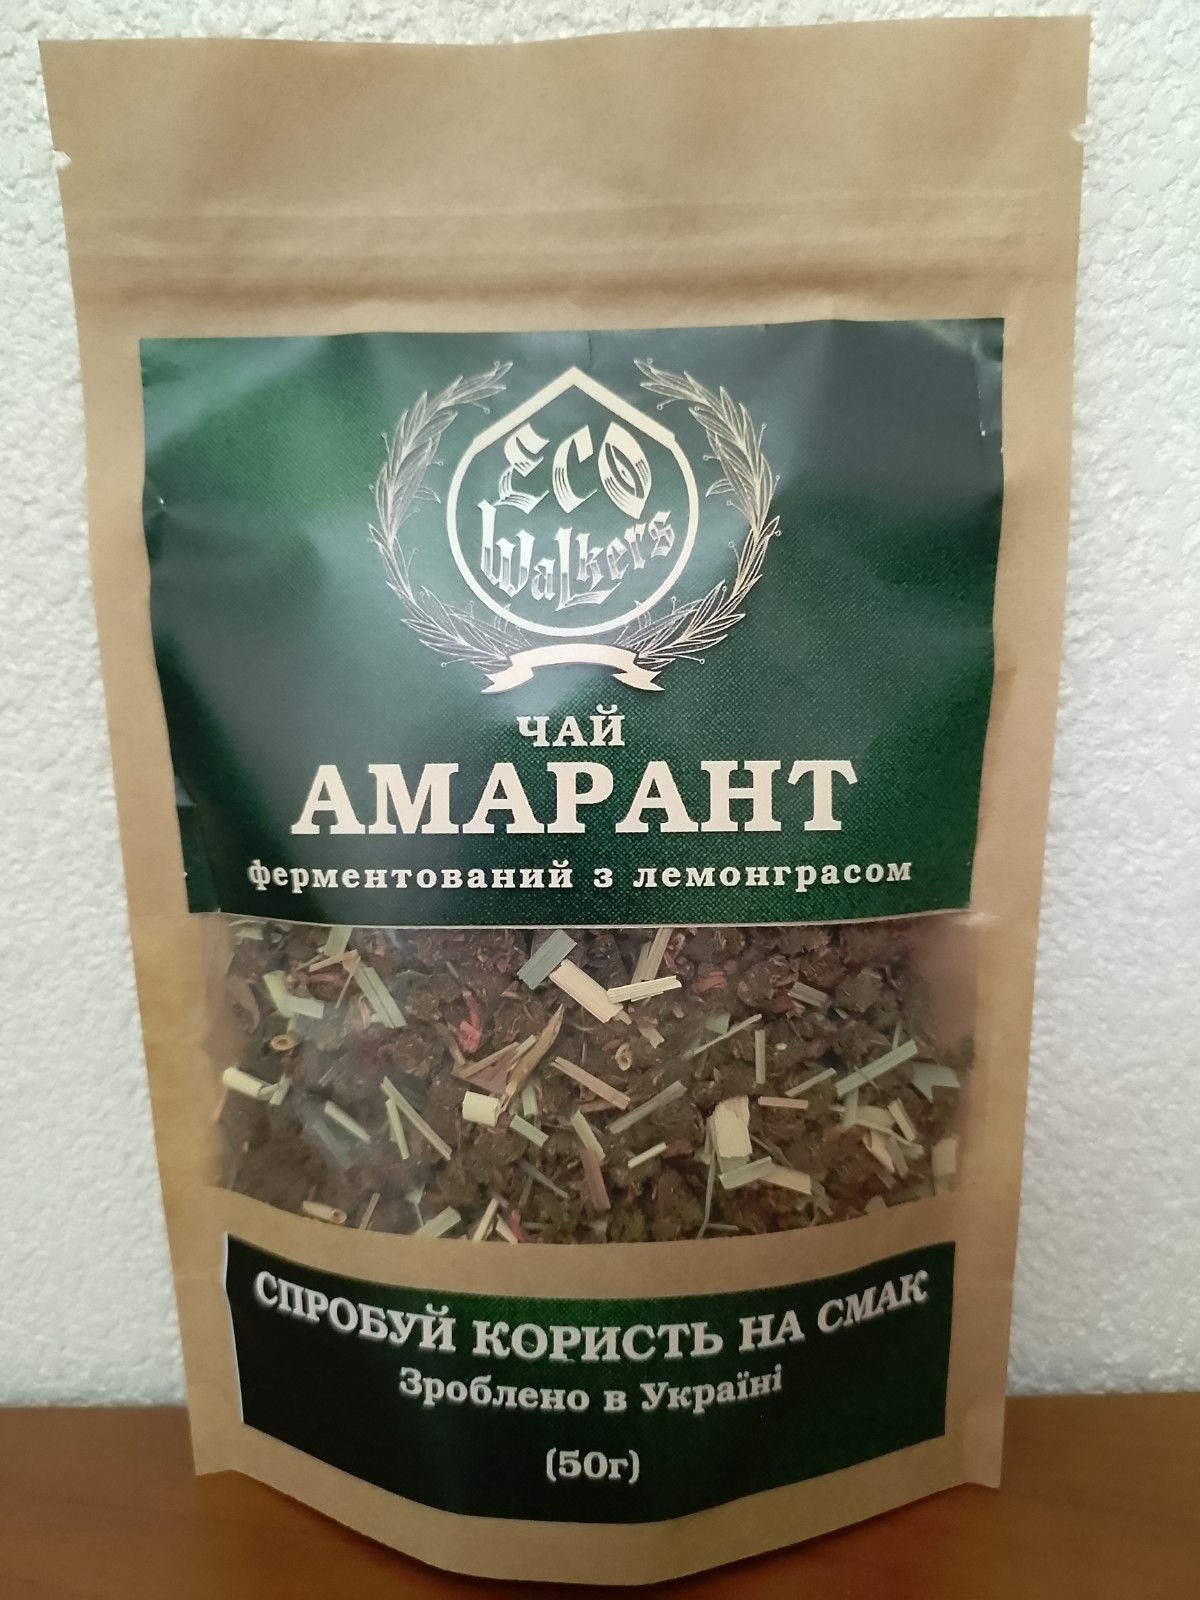 ECO
Walkers
ЧАЙ
АМАРАНТ
ферментований з лемонграсом
СПРОБУЙ КОРИСТЬ НА СМАК
Зроблено в Україні
(50г)